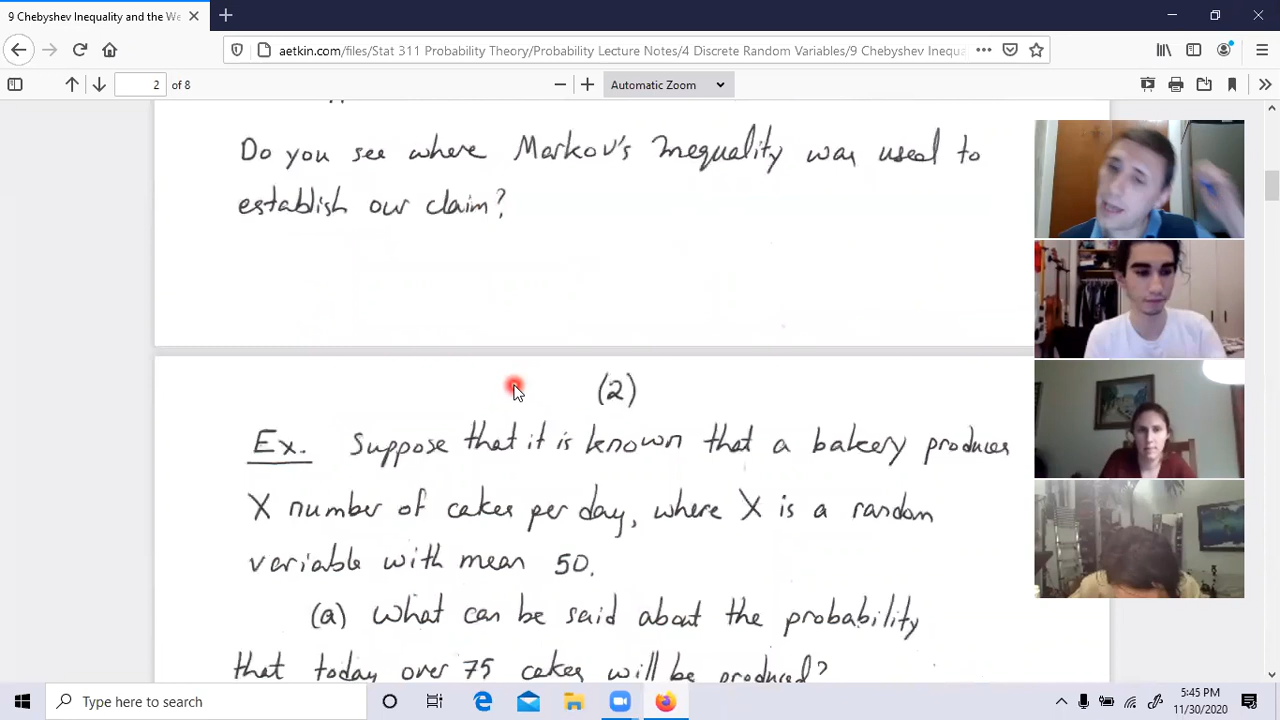 9 Chebyshev Inequality and the We
aetkin.com/files/Stat 311 Probability Theory/Probability Lecture Notes/4 Discrete Random Variables/9 Chebyshev Inequa
2 of 8
Automatic Zoom
Do you see where Markov's Inequality was used to
establish our claim?
(2)
Ex. Suppose that it is known that a bakery produces
X number of cakes per day, where X is a random
variable with mean 50.
(a) What can be said about the probability
that today over 75 cakes will be produced?
Type here to search
5:45 PM
11/30/2020